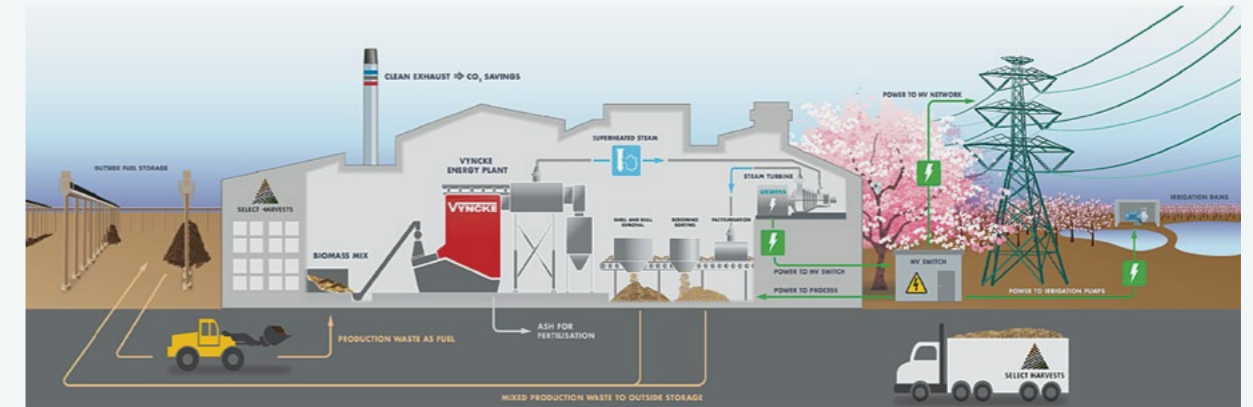 CLEAN EXHAUST ⇒ CO₂ SAVINGS
POWER TO HV NETWORK
OUTSIDE FUEL STORAGE
SELECT HARVESTS
VYNCKE
ENERGY PLANT
VYNCKE
BIOMASS MIX
SUPERHEATED STEAM
STEAM TURBINE
SIEMENS
SHELL AND HULL
REMOVAL
SCREENING
SORTING
PASTEURISATION
IRRIGATION DAMS
HV SWITCH
POWER TO HV SWITCH
POWER TO PROCESS
POWER TO IRRIGATION PUMPS
ASH FOR
FERTILISATION
PRODUCTION WASTE AS FUEL
SELECT HARVESTS
MIXED PRODUCTION WASTE TO OUTSIDE STORAGE